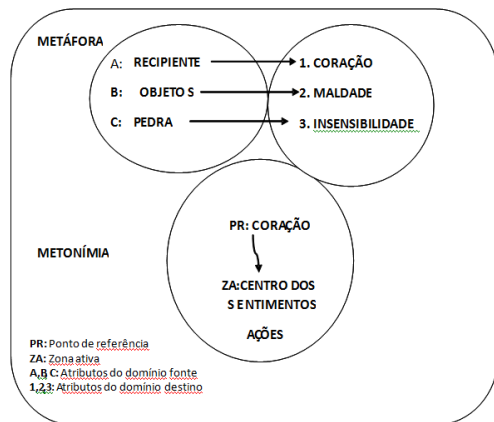 METÁFORA
A: RECIPIENTE 1. CORAÇÃO
B: OBJETO S 2. MALDADE
C: PEDRA 3. INSENSIBILIDADE
PR: CORAÇÃO
METONÍMIA
ZA:CENTRO DOS
S ENTIMENTOS
AÇÕES
PR: Ponto de referência
ZA: Zona ativa
A,B C: Atributos do domínio fonte
1,2,3: Atributos do domínio destino